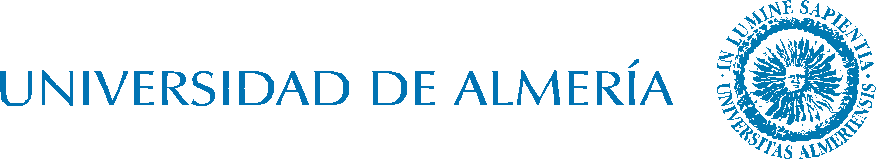 UNIVERSIDAD DE ALMERÍA
· IN LUMINE SAPIENTIA ·
UNIVERSITAS ALMERIENSIS